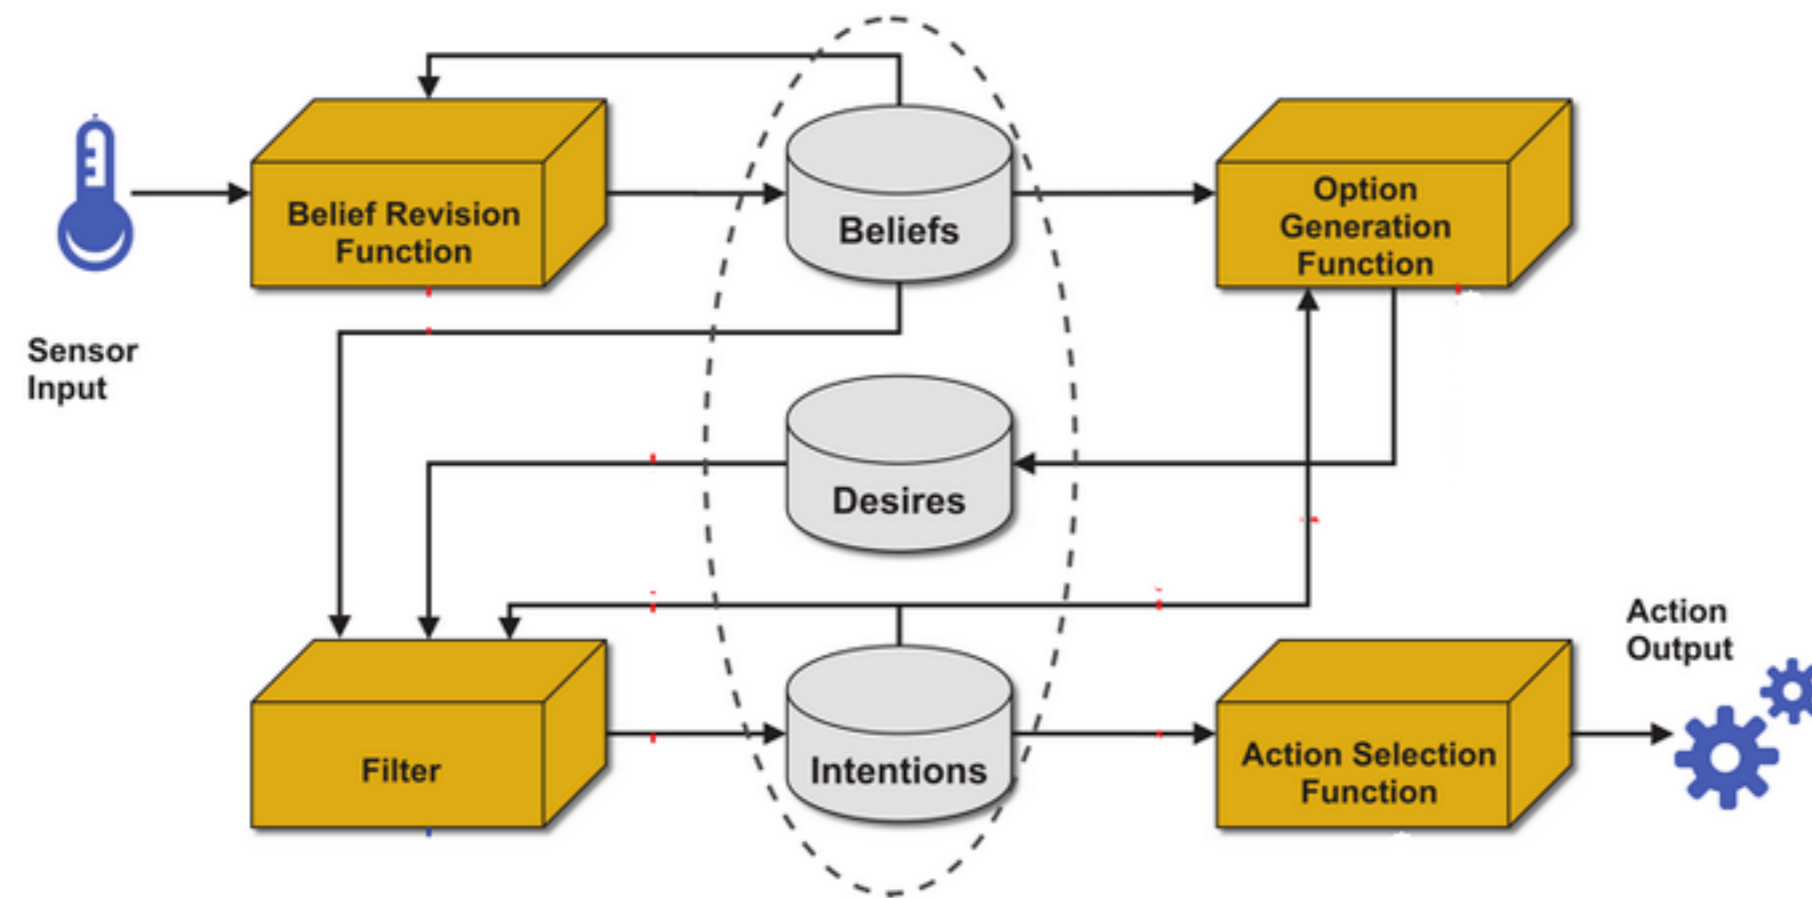 Belief Revision
Function
Beliefs
Option
Generation
Function
Sensor
Input
Desires
Action
Output
Filter
Intentions
Action Selection
Function